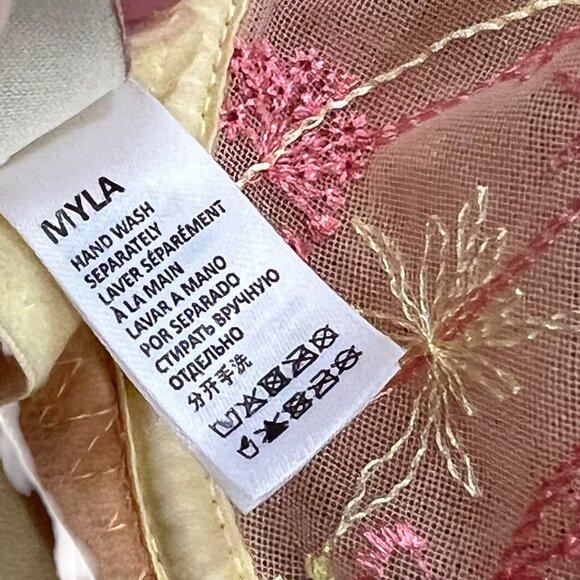 MYLA
HAND WASH
SEPARATELY
LAVER SÉPARÉMENT
À LA MAIN
LAVAR A MANO
POR SEPARADO
СТИРАТЬ ВРУЧНУЮ
ОТДЕЛЬНО
分开手洗